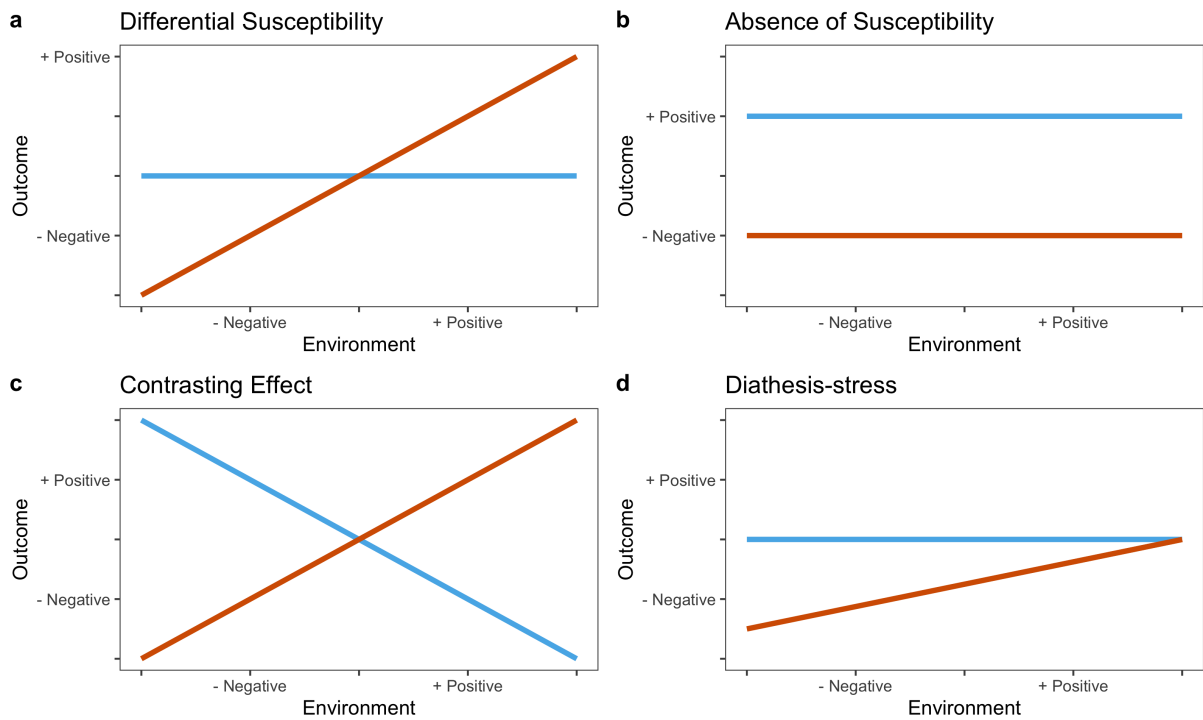 a Differential Susceptibility
+ Positive
- Negative
Outcome
- Negative + Positive
Environment
b Absence of Susceptibility
+ Positive
- Negative
Outcome
- Negative + Positive
Environment
c Contrasting Effect
+ Positive
- Negative
Outcome
- Negative + Positive
Environment
d Diathesis-stress
+ Positive
- Negative
Outcome
- Negative + Positive
Environment